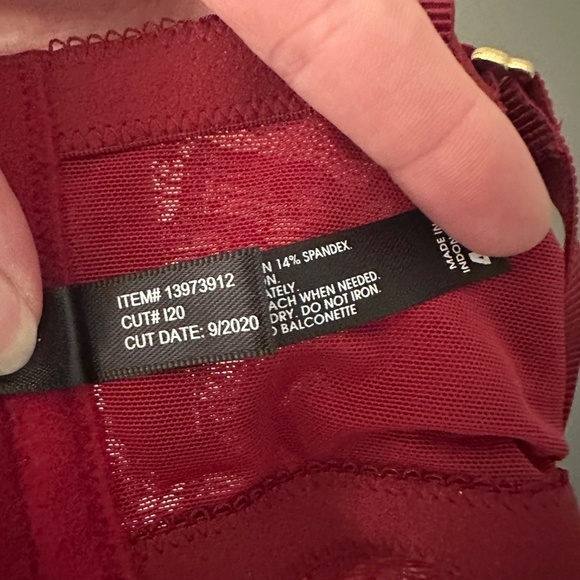 ITEM# 13973912
CUT# I20
CUT DATE: 9/2020
N 14% SPANDEX.
N.
ATELY.
ACH WHEN NEEDED.
DRY. DO NOT IRON.
BALCONETTE
MADE IN
INDON